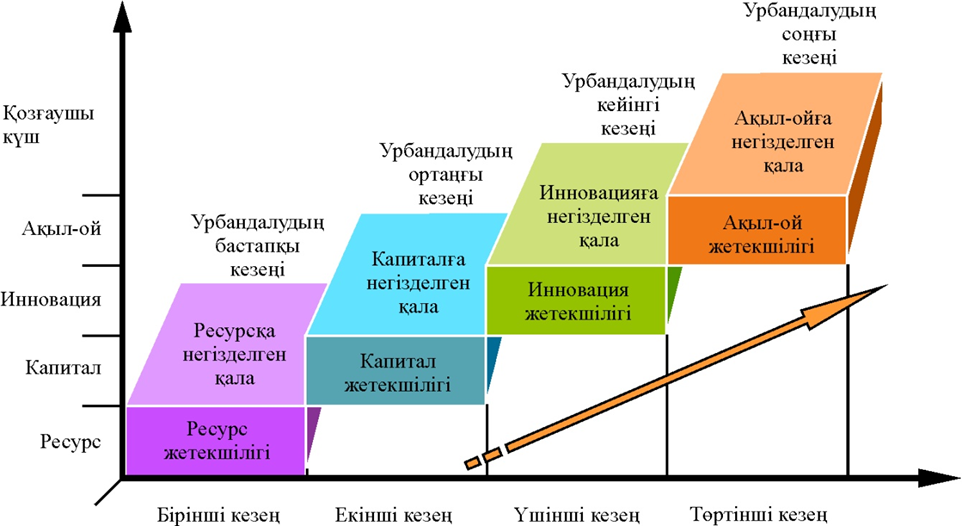 Қозғаушы
күш
Ақыл-ой
Инновация
Капитал
Ресурс
Урбандалудың
бастапқы
кезеңі
Ресурсқа
негізделген
қала
Ресурс
жетекшілігі
Урбандалудың
ортаңғы
кезеңі
Капиталға
негізделген
қала
Капитал
жетекшілігі
Урбандалудың
кейінгі
кезеңі
Инновацияға
негізделген
қала
Инновация
жетекшілігі
Урбандалудың
соңғы
кезеңі
Ақыл-ойға
негізделген
қала
Ақыл-ой
жетекшілігі
Бірінші кезең
Екінші кезең
Үшінші кезең
Төртінші кезең